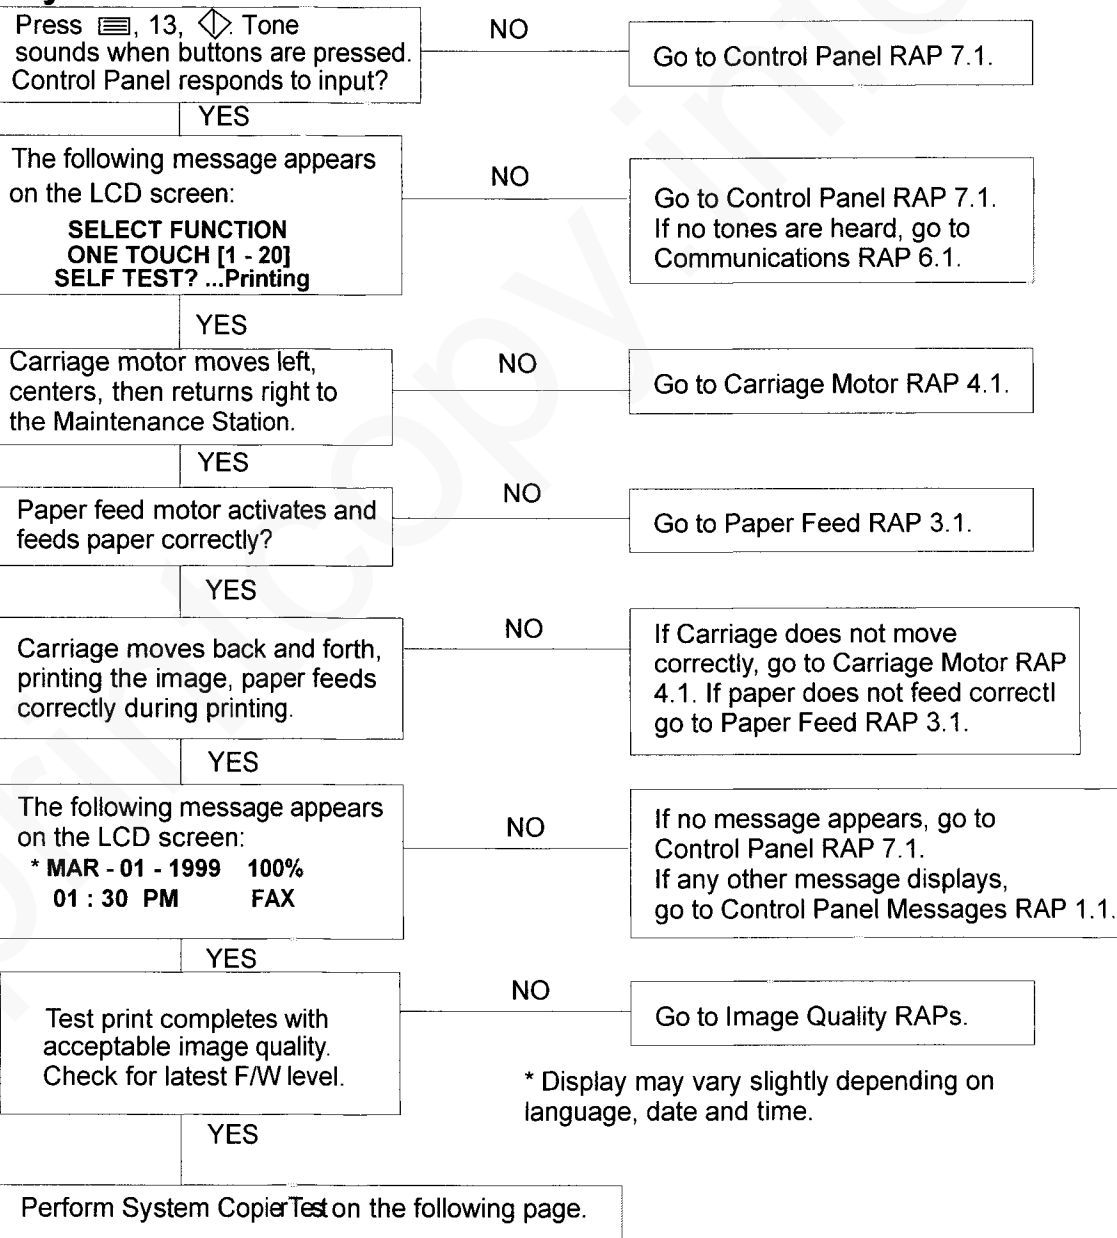 Press , 13, . Tone
sounds when buttons are pressed.
Control Panel responds to input?
NO
Go to Control Panel RAP 7.1.
YES
The following message appears
on the LCD screen:
SELECT FUNCTION
ONE TOUCH [1 - 20]
SELF TEST? ...Printing
NO
Go to Control Panel RAP 7.1.
If no tones are heard, go to
Communications RAP 6.1.
YES
Carriage motor moves left,
centers, then returns right to
the Maintenance Station.
NO
Go to Carriage Motor RAP 4.1.
YES
Paper feed motor activates and
feeds paper correctly?
NO
Go to Paper Feed RAP 3.1.
YES
Carriage moves back and forth,
printing the image, paper feeds
correctly during printing.
NO
If Carriage does not move
correctly, go to Carriage Motor RAP
4.1. If paper does not feed correctl
go to Paper Feed RAP 3.1.
YES
The following message appears
on the LCD screen:
* MAR - 01 - 1999 100%
01 : 30 PM FAX
NO
If no message appears, go to
Control Panel RAP 7.1.
If any other message displays,
go to Control Panel Messages RAP 1.1.
YES
Test print completes with
acceptable image quality.
Check for latest F/W level.
NO
Go to Image Quality RAPs.
* Display may vary slightly depending on
language, date and time.
YES
Perform System Copier Test on the following page.